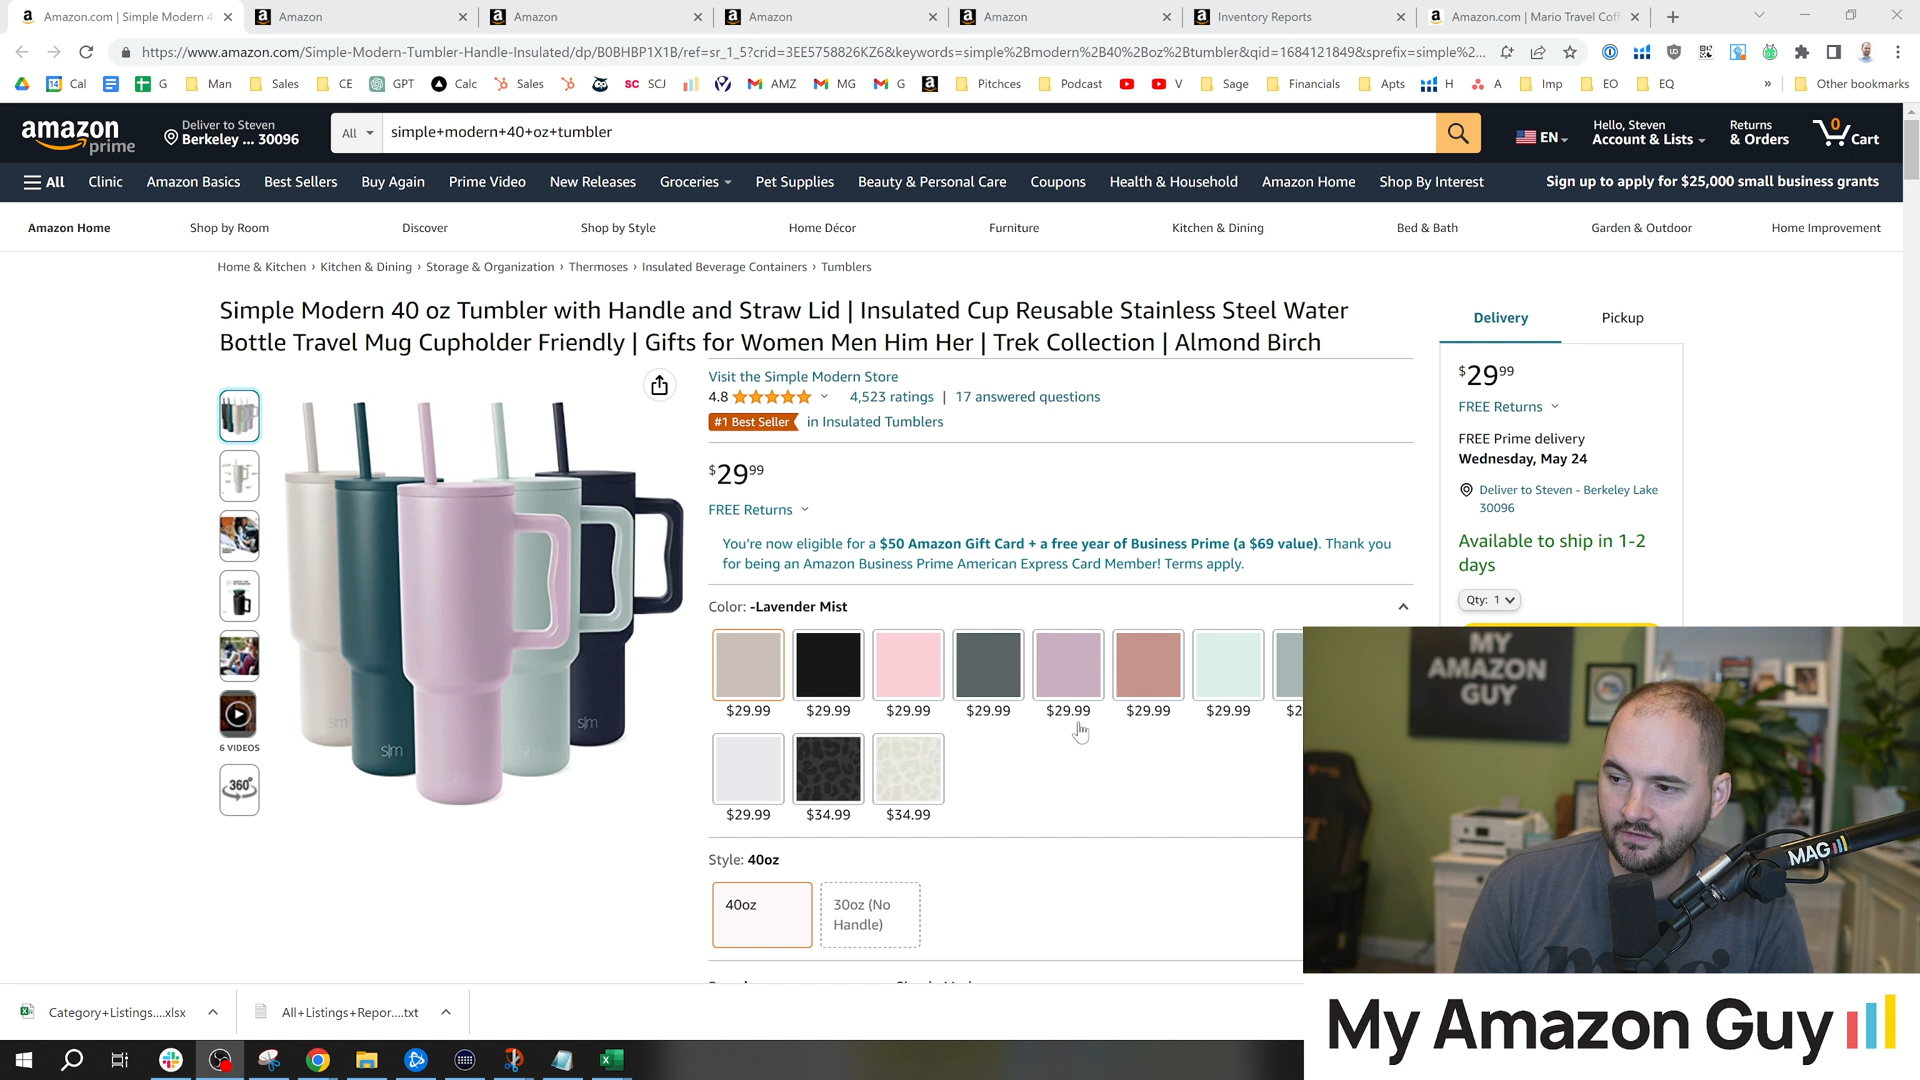 Amazon.com | Simple Modern 4
Amazon
Amazon
Amazon
Amazon
Inventory Reports
Amazon.com | Mario Travel Coff
https://www.amazon.com/Simple-Modern-Tumbler-Handle-Insulated/dp/B0BHBP1X1B/ref=sr_1_5?crid=3EE5758826KZ6&keywords=simple%2Bmodern%2B40%2Boz%2Btumbler&qid=1684121849&sprefix=simple%2...
14 Cal
G
Man
Sales
CE
GPT
Calc
Sales
SC SCJ
AMZ
MG
G
Pitchces
Podcast
V
Sage
Financials
Apts
H
A
Imp
EO
EQ
»
Other bookmarks
amazon prime
Deliver to Steven
Berkeley ... 30096
All
simple+modern+40+oz+tumbler
EN
Hello, Steven
Account & Lists
Returns
& Orders
0
Cart
All
Clinic
Amazon Basics
Best Sellers
Buy Again
Prime Video
New Releases
Groceries
Pet Supplies
Beauty & Personal Care
Coupons
Health & Household
Amazon Home
Shop By Interest
Sign up to apply for $25,000 small business grants
Amazon Home
Shop by Room
Discover
Shop by Style
Home Décor
Furniture
Kitchen & Dining
Bed & Bath
Garden & Outdoor
Home Improvement
Home & Kitchen › Kitchen & Dining › Storage & Organization › Thermoses › Insulated Beverage Containers › Tumblers
Simple Modern 40 oz Tumbler with Handle and Straw Lid | Insulated Cup Reusable Stainless Steel Water
Bottle Travel Mug Cupholder Friendly | Gifts for Women Men Him Her | Trek Collection | Almond Birch
Visit the Simple Modern Store
4.8
4,523 ratings | 17 answered questions
#1 Best Seller in Insulated Tumblers
$29 99
FREE Returns
You're now eligible for a $50 Amazon Gift Card + a free year of Business Prime (a $69 value). Thank you
for being an Amazon Business Prime American Express Card Member! Terms apply.
Color: -Lavender Mist
$29.99
$29.99
$29.99
$29.99
$29.99
$29.99
$29.99
$2
$29.99
$34.99
$34.99
Style: 40oz
40oz
30oz (No
Handle)
6 VIDEOS
360°
sm
sm
sm
Delivery
Pickup
$29 99
FREE Returns
FREE Prime delivery
Wednesday, May 24
Deliver to Steven - Berkeley Lake
30096
Available to ship in 1-2
days
Qty: 1
MY
AMAZON
GUY
MAG
My Amazon Guy
Category+Listings....xlsx
All+Listings+Repor....txt